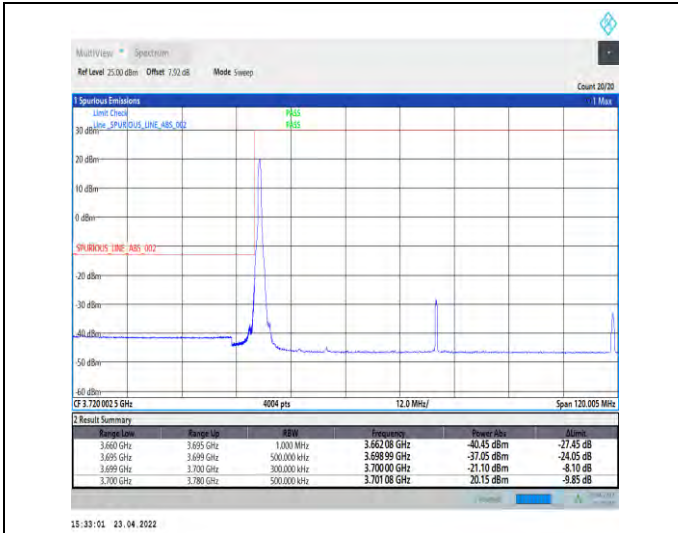 MultiView Spectrum
Ref Level 25.00 dBm Offset 7.92 dB Mode Sweep
Count 20/20
1 Spurious Emissions 1 Max
Limit Check PASS
Line _SPURIOUS_LINE_ABS_002 PASS
30 dBm
20 dBm
10 dBm
0 dBm
_SPURIOUS_LINE_ABS_002
-20 dBm
-30 dBm
-40 dBm
-50 dBm
-60 dBm
CF 3.720 002 5 GHz 4004 pts 12.0 MHz/ Span 120.005 MHz
2 Result Summary
Range Low Range Up RBW Frequency Power Abs ΔLimit
3.660 GHz 3.695 GHz 1.000 MHz 3.662 08 GHz -40.45 dBm -27.45 dB
3.695 GHz 3.699 GHz 500.000 kHz 3.698 99 GHz -37.05 dBm -24.05 dB
3.699 GHz 3.700 GHz 300.000 kHz 3.700 00 GHz -21.10 dBm -8.10 dB
3.700 GHz 3.780 GHz 500.000 kHz 3.701 08 GHz 20.15 dBm -9.85 dB
15:33:01 23.04.2022